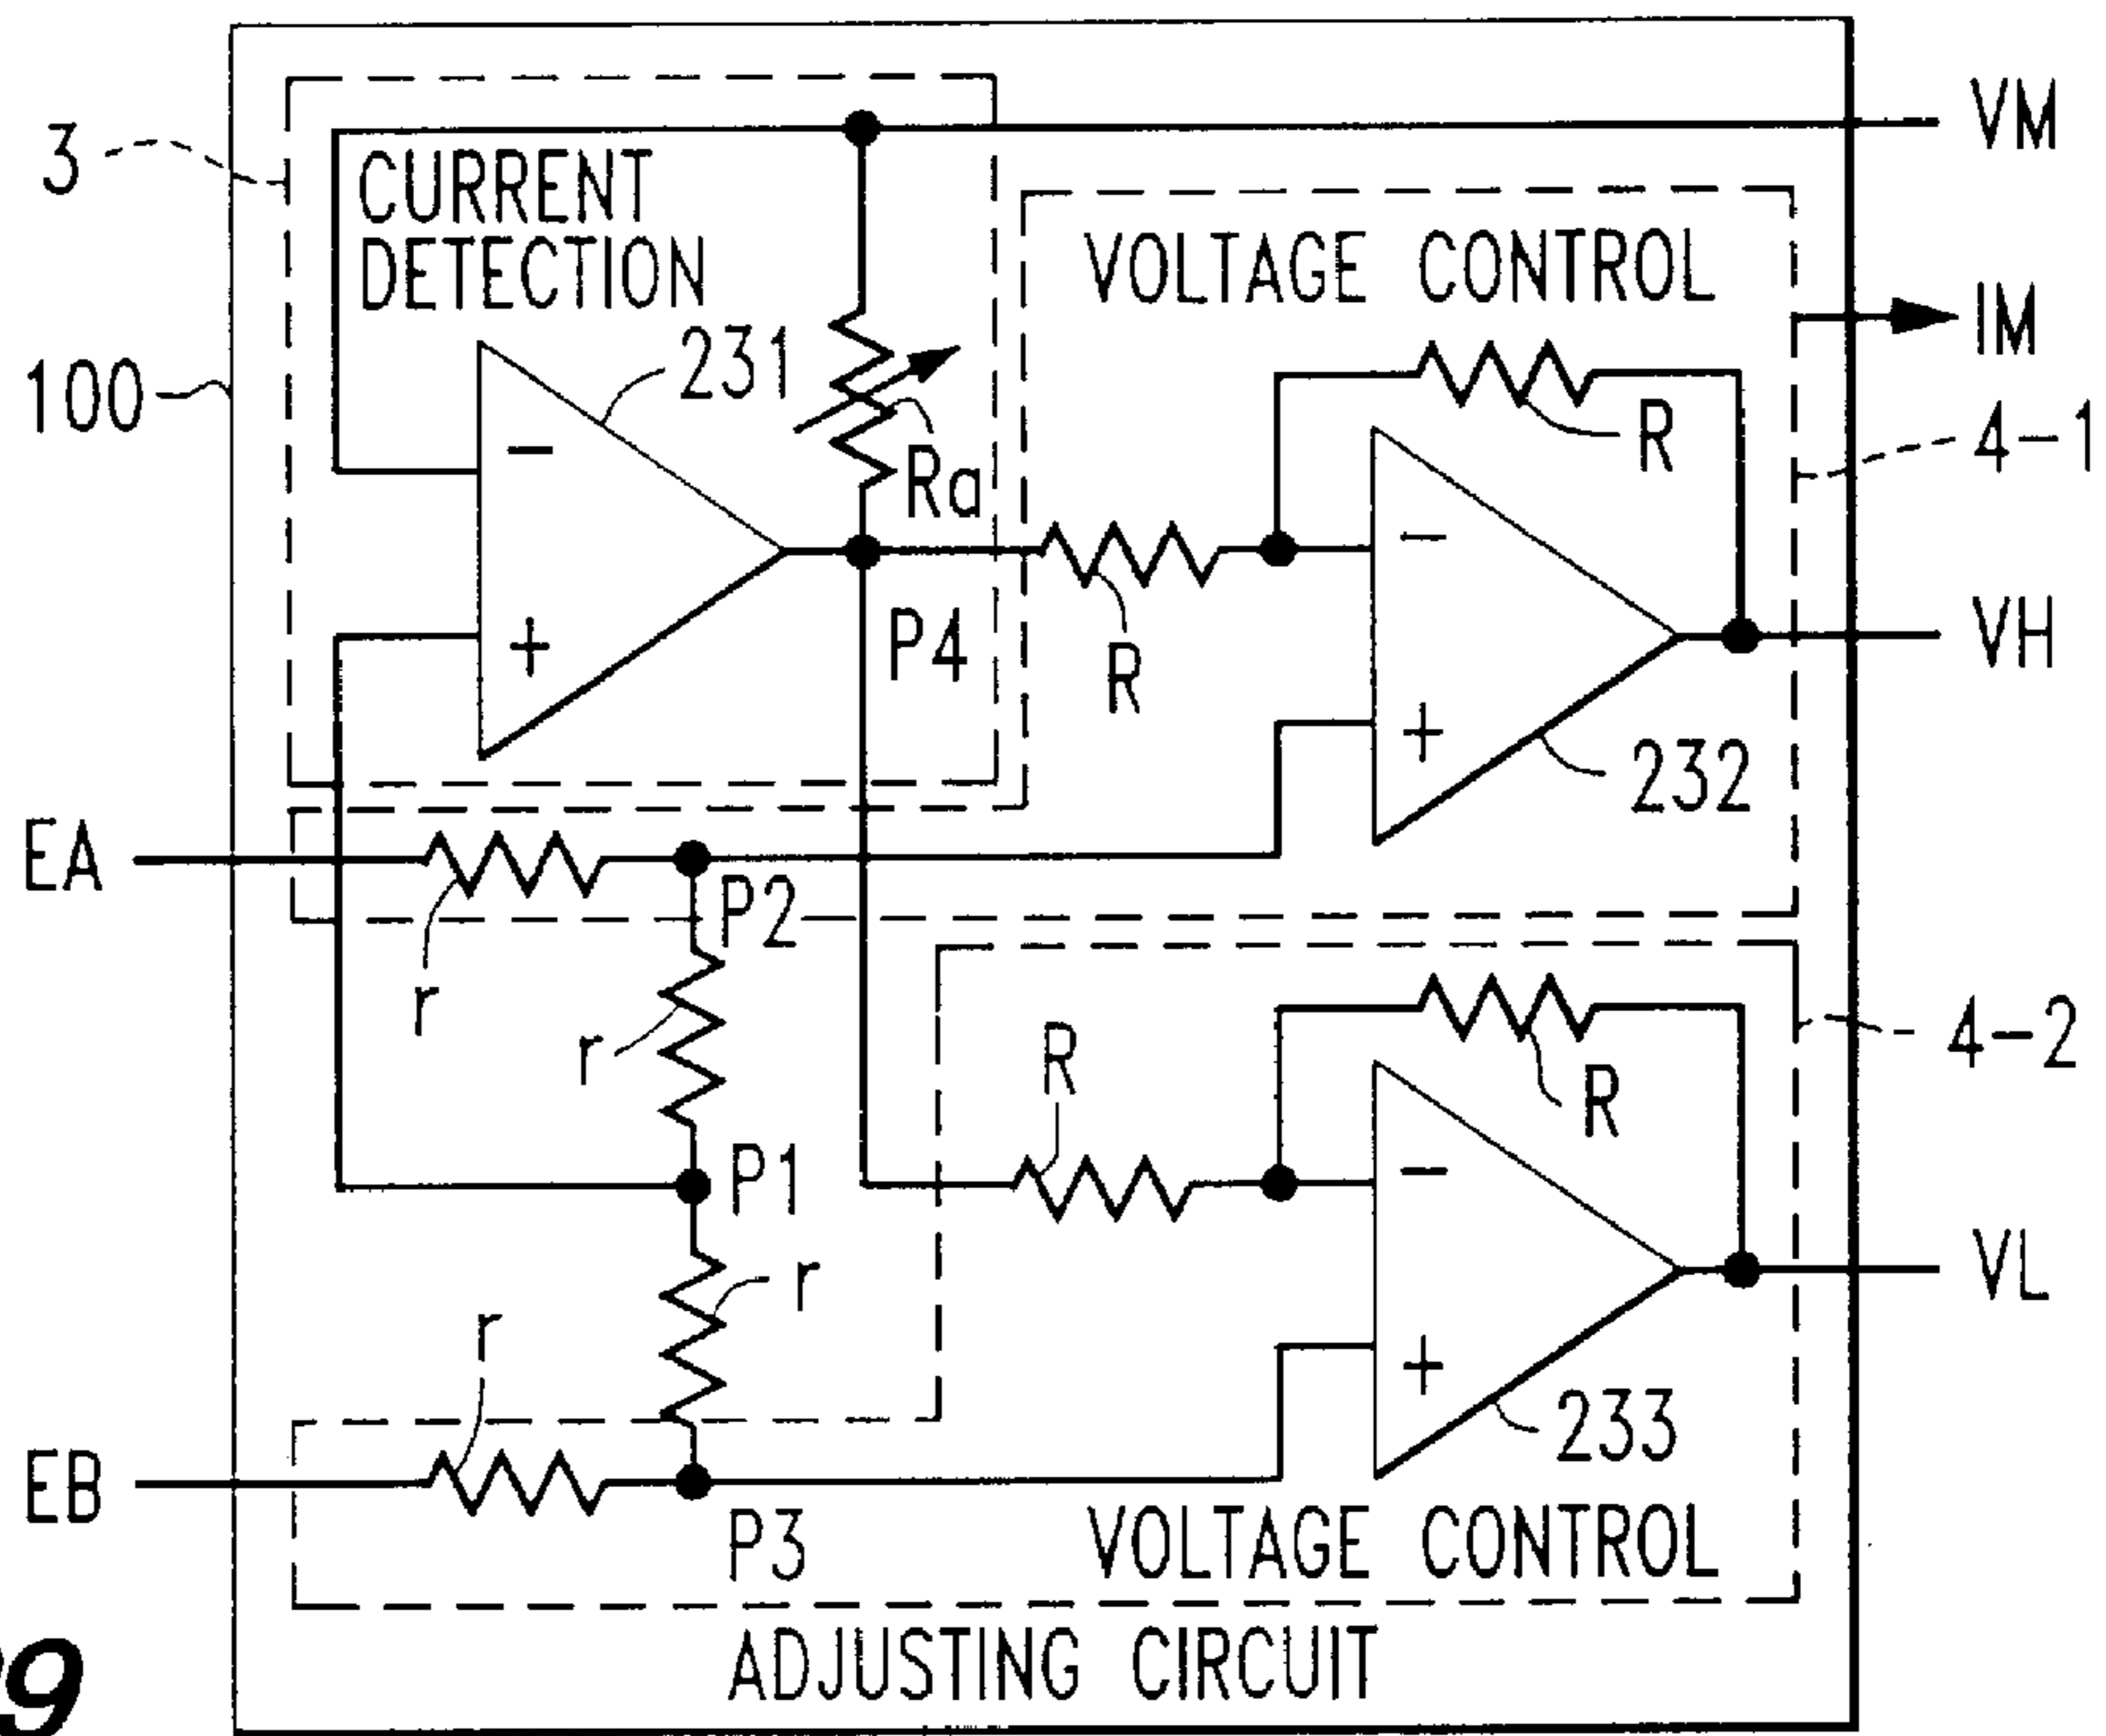 VM
3
CURRENT
DETECTION
VOLTAGE CONTROL
IM
231
100
R
4-1
Ra
-
-
P4
R
VH
+
+
232
EA
P2
r
r
R
R
4-2
P1
-
r
VL
r
+
233
EB
P3
VOLTAGE CONTROL
ADJUSTING CIRCUIT
9